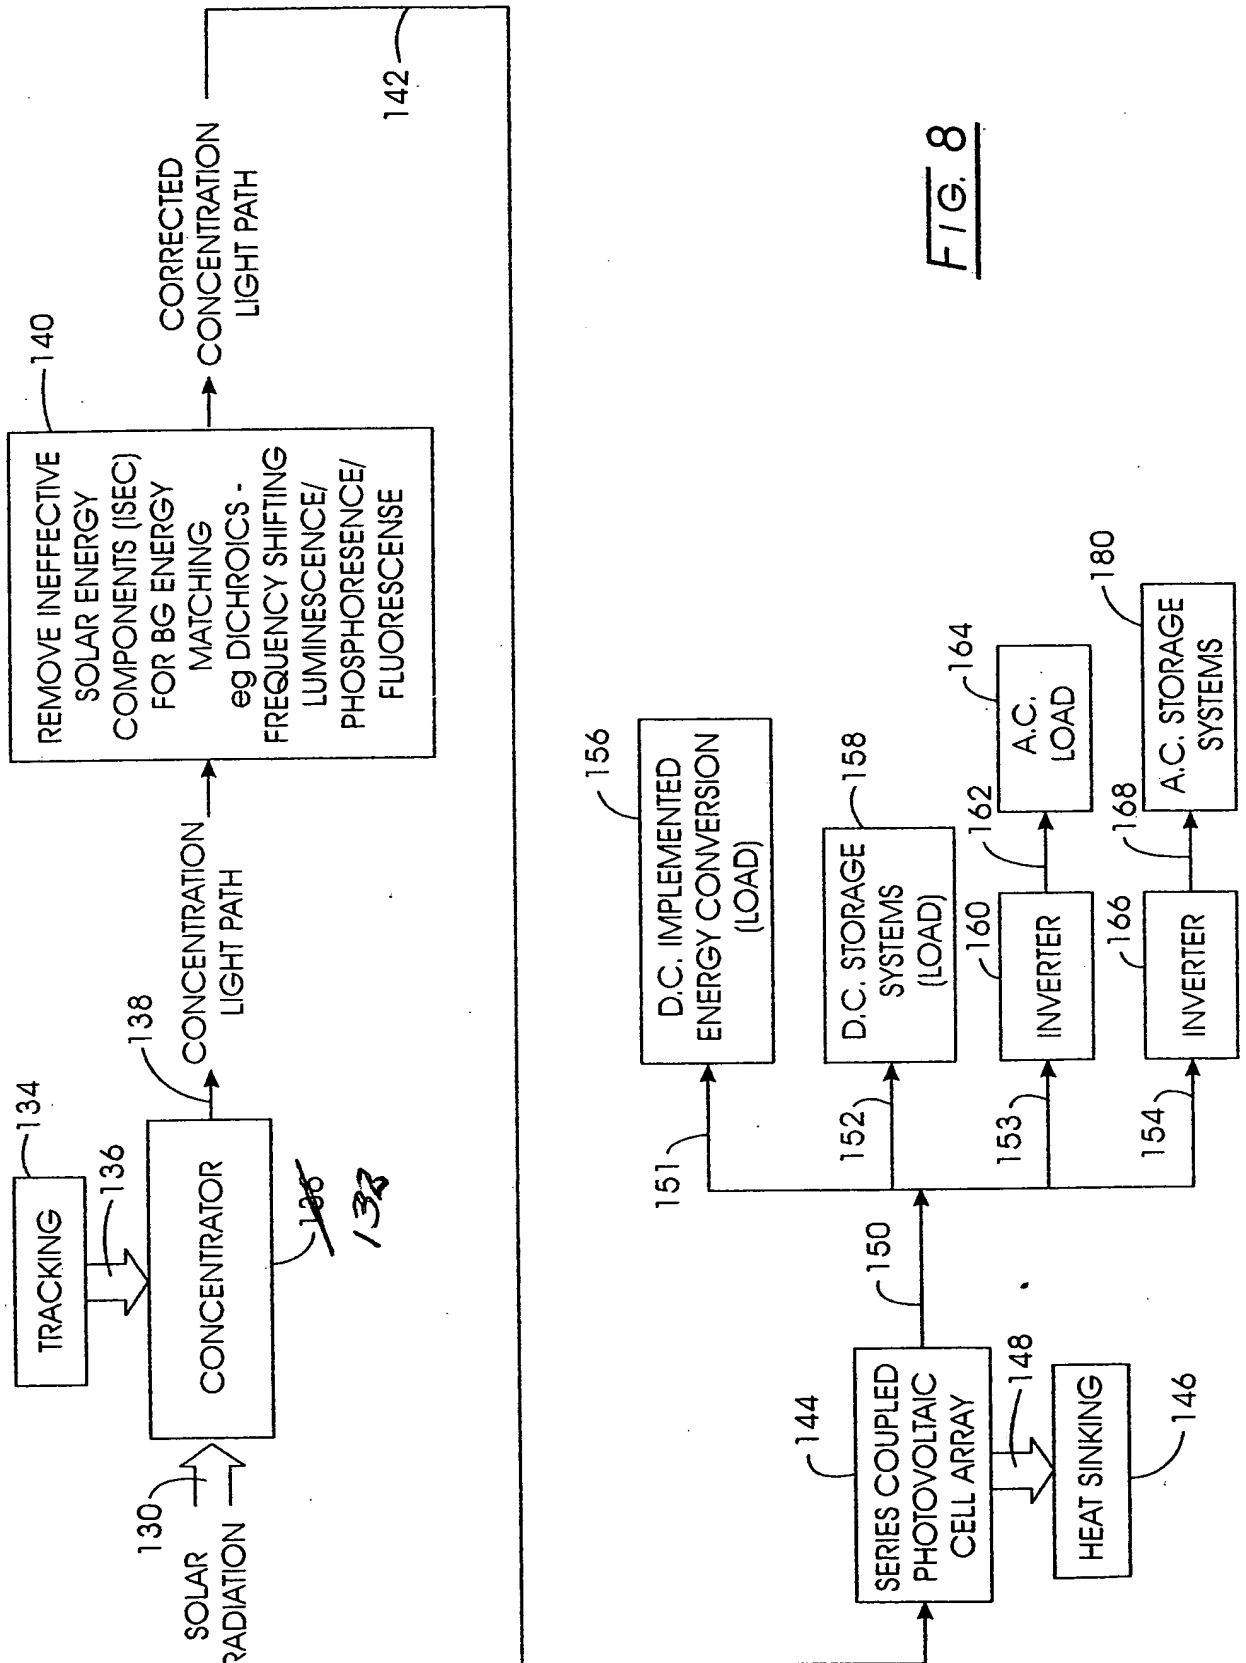 134
TRACKING
136
CONCENTRATOR
130
SOLAR
RADIATION
136
132
138
CONCENTRATION
LIGHT PATH
140
REMOVE INEFFECTIVE
SOLAR ENERGY
COMPONENTS (ISEC)
FOR BG ENERGY
MATCHING
eg DICHROICS -
FREQUENCY SHIFTING
LUMINESCENCE/
PHOSPHORESENCE/
FLUORESCENSE
CORRECTED
CONCENTRATION
LIGHT PATH
142
144
SERIES COUPLED
PHOTOVOLTAIC
CELL ARRAY
148
HEAT SINKING
146
150
151
152
153
154
156
D.C. IMPLEMENTED
ENERGY CONVERSION
(LOAD)
158
D.C. STORAGE
SYSTEMS
(LOAD)
160
INVERTER
162
164
A.C.
LOAD
166
INVERTER
168
180
A.C. STORAGE
SYSTEMS
FIG. 8